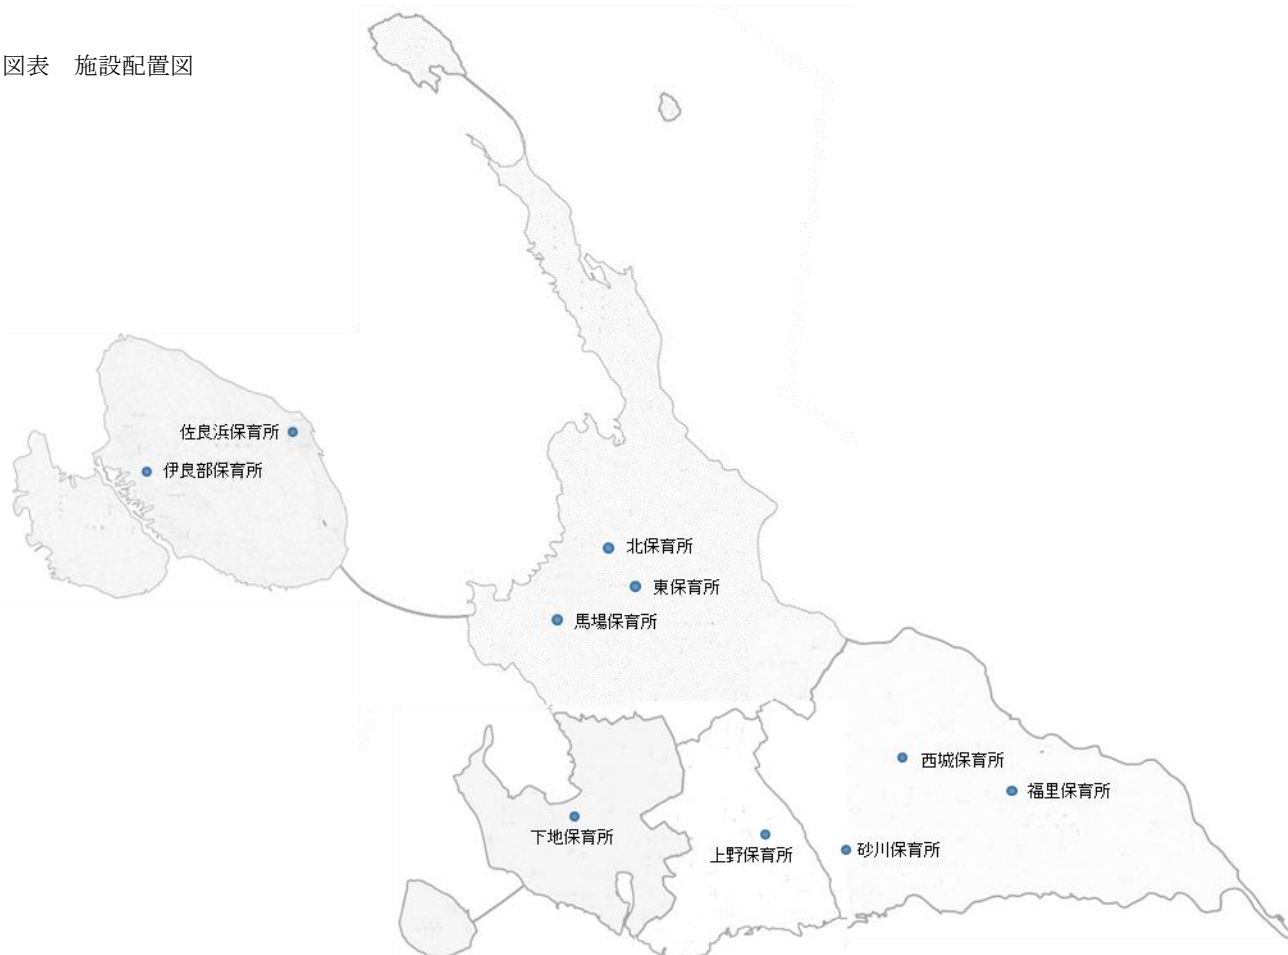 図表　施設配置図
佐良浜保育所
伊良部保育所
北保育所
東保育所
馬場保育所
西城保育所
福里保育所
下地保育所
上野保育所
砂川保育所